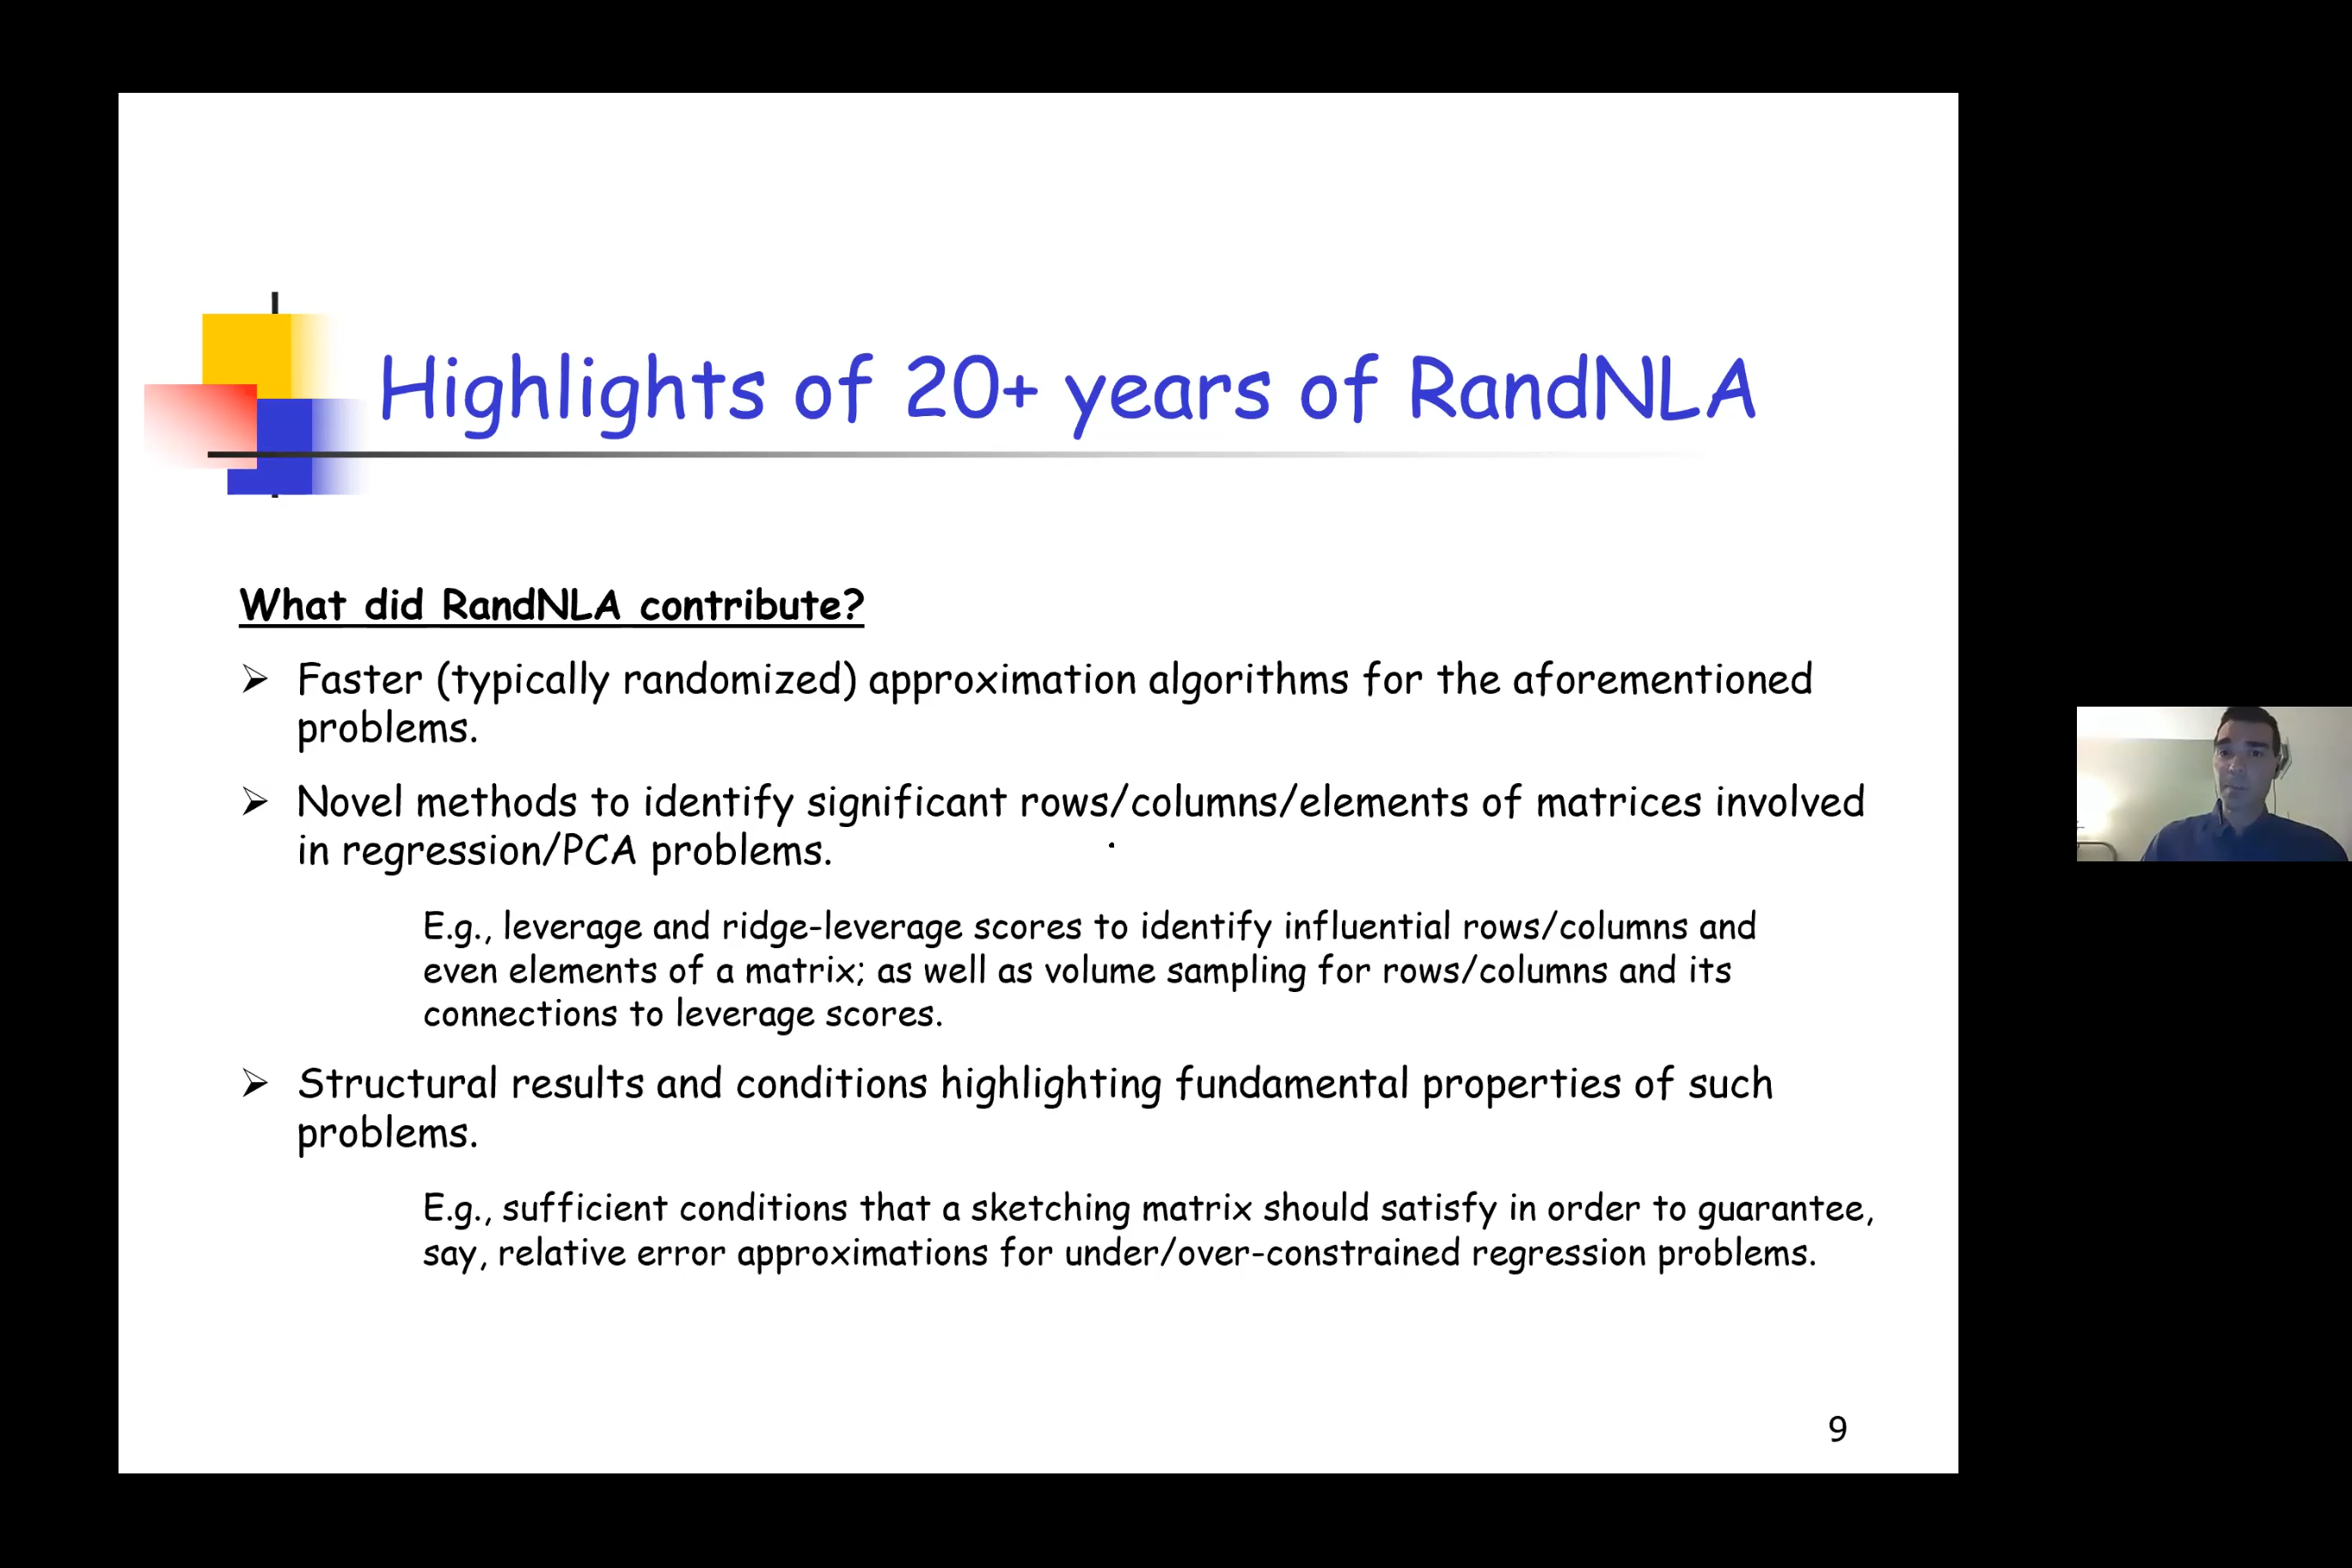 Highlights of 20+ years of RandNLA
What did RandNLA contribute?
➢ Faster (typically randomized) approximation algorithms for the aforementioned
problems.
➢ Novel methods to identify significant rows/columns/elements of matrices involved
in regression/PCA problems.
E.g., leverage and ridge-leverage scores to identify influential rows/columns and
even elements of a matrix; as well as volume sampling for rows/columns and its
connections to leverage scores.
➢ Structural results and conditions highlighting fundamental properties of such
problems.
E.g., sufficient conditions that a sketching matrix should satisfy in order to guarantee,
say, relative error approximations for under/over-constrained regression problems.
9